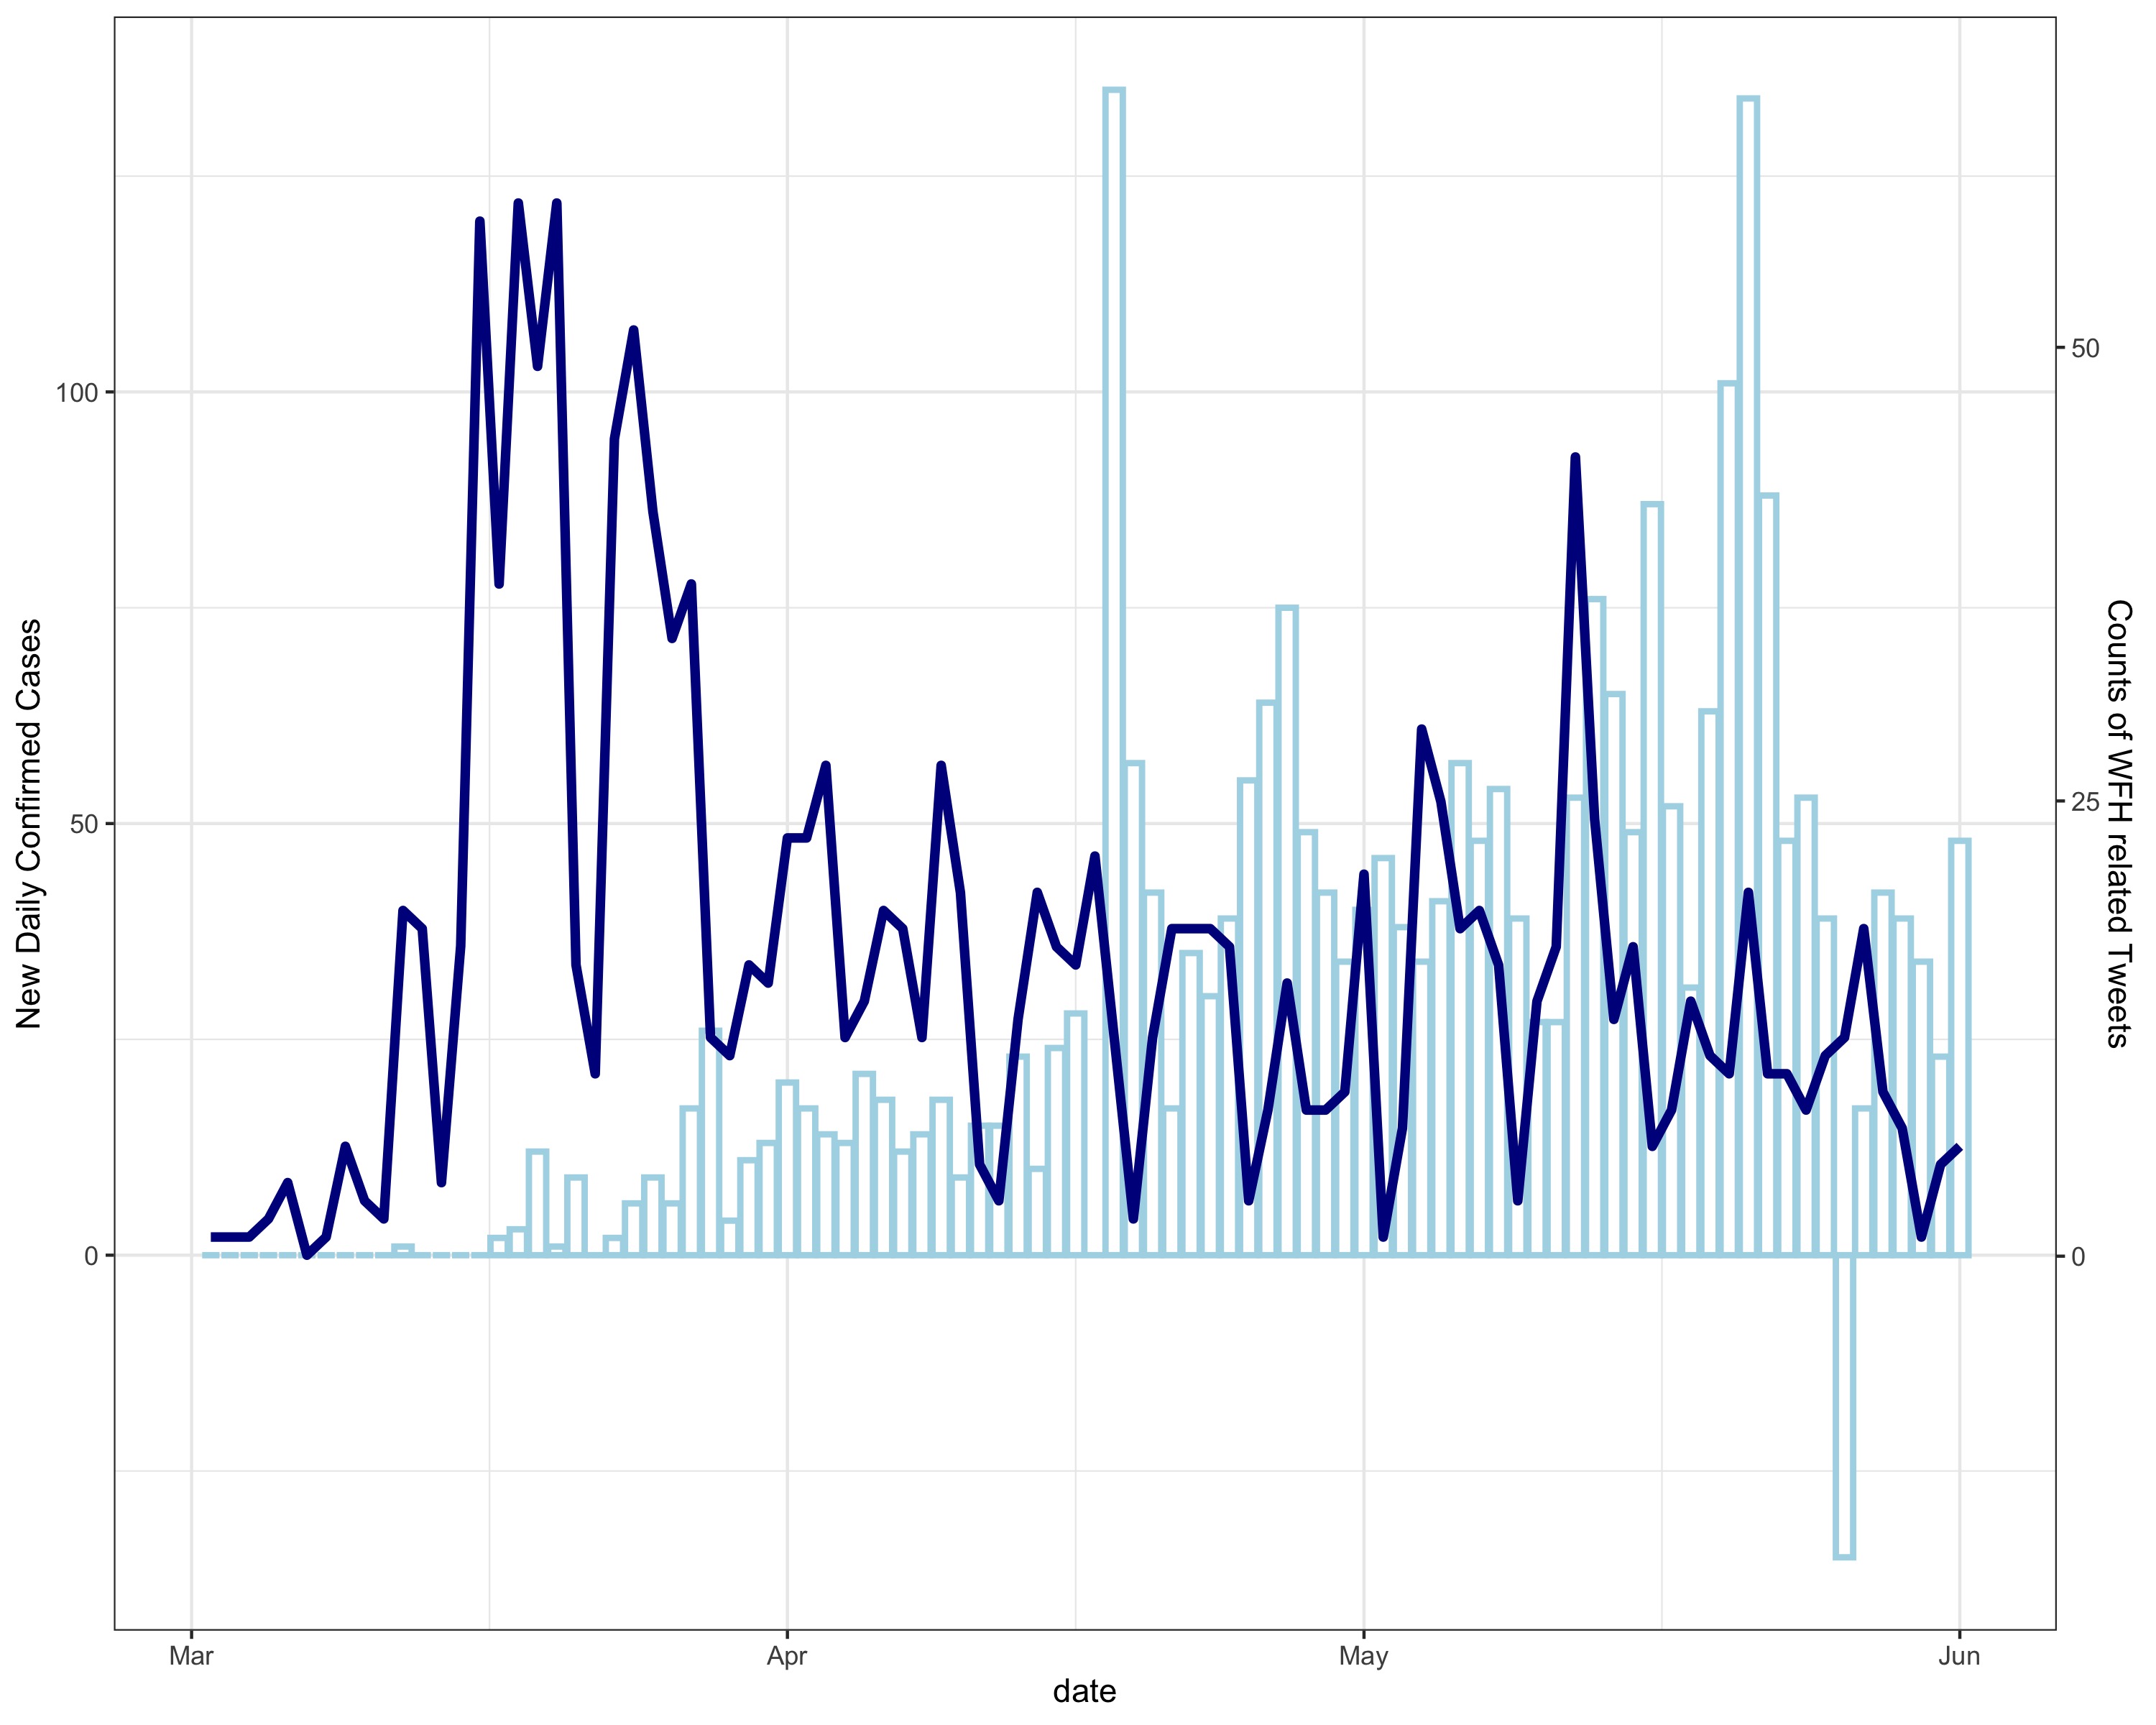 New Daily Confirmed Cases
100
50
0
50
25
0
Counts of WFH related Tweets
Mar
Apr
May
Jun
date